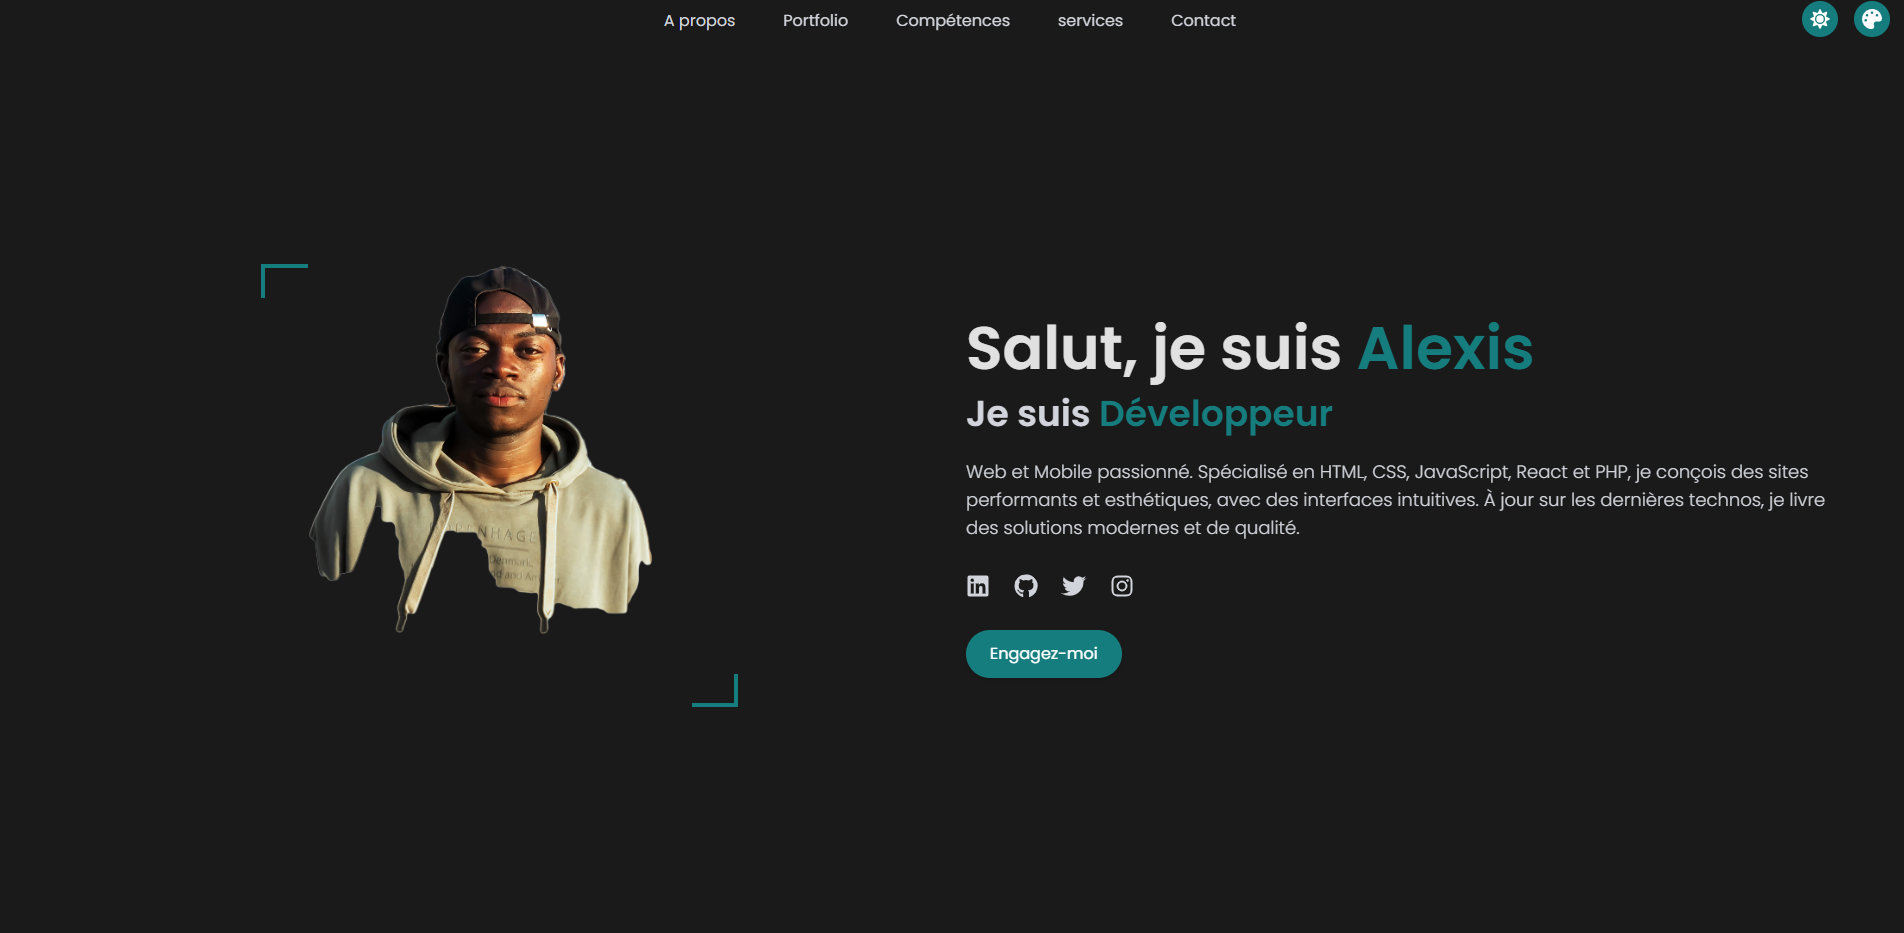 A propos Portfolio Compétences services Contact
Salut, je suis Alexis
Je suis Développeur
Web et Mobile passionné. Spécialisé en HTML, CSS, JavaScript, React et PHP, je conçois des sites
performants et esthétiques, avec des interfaces intuitives. À jour sur les dernières technos, je livre
des solutions modernes et de qualité.
in
Engagez-moi
Denmark,